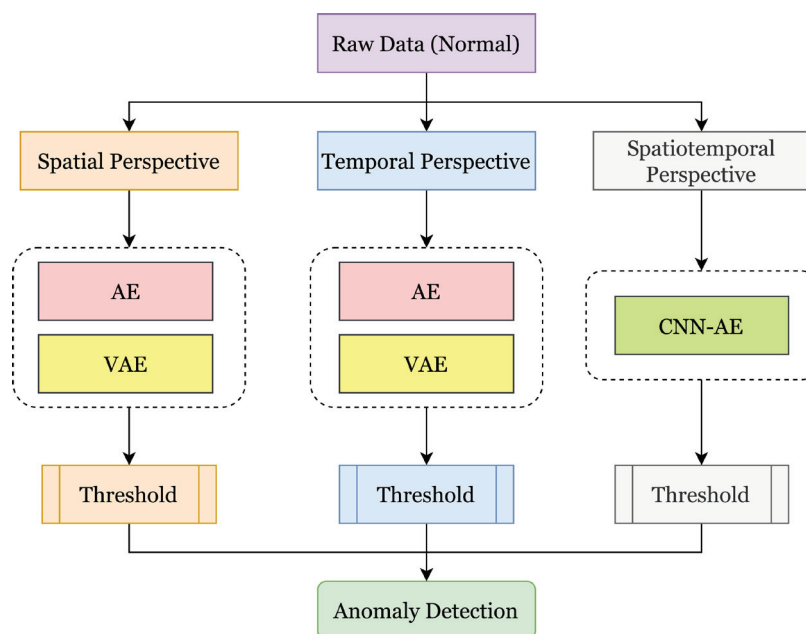 Raw Data (Normal)
Spatial Perspective
Temporal Perspective
Spatiotemporal
Perspective
AE
VAE
AE
VAE
CNN-AE
Threshold
Threshold
Threshold
Anomaly Detection